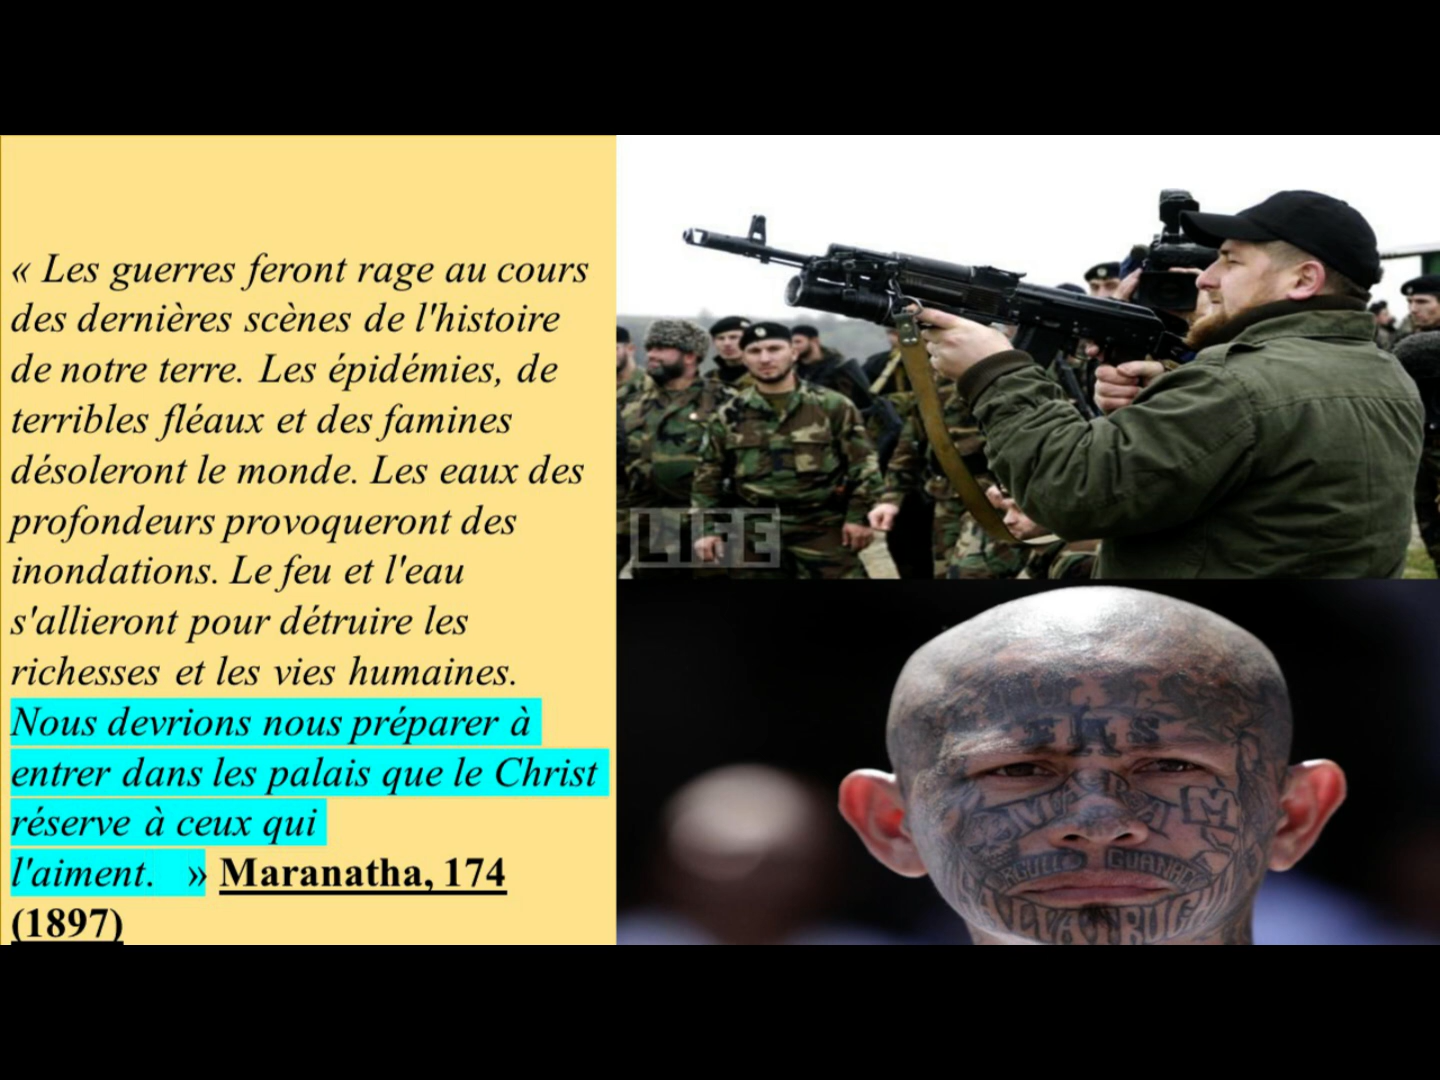 « Les guerres feront rage au cours
des dernières scènes de l'histoire
de notre terre. Les épidémies, de
terribles fléaux et des famines
désoleront le monde. Les eaux des
profondeurs provoqueront des
inondations. Le feu et l'eau
s'allieront pour détruire les
richesses et les vies humaines.
Nous devrions nous préparer à
entrer dans les palais que le Christ
réserve à ceux qui
l'aiment. » Maranatha, 174
(1897)
LIFE
MARA
M
GUANACO